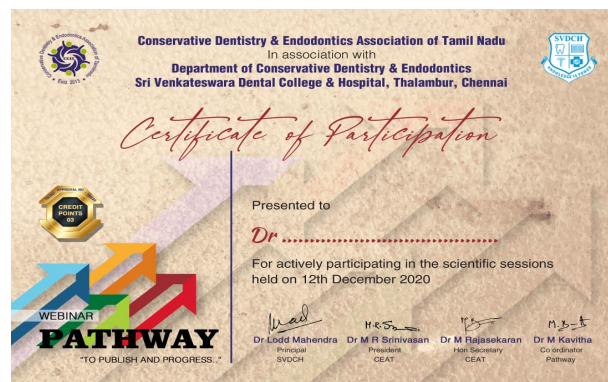 Conservative Dentistry & Endodontics Association of Tamil Nadu
In association with
Department of Conservative Dentistry & Endodontics
Sri Venkateswara Dental College & Hospital, Thalambur, Chennai
SVDCH
KNOWLEDGE IS POWER
Certificate of Participation
CREDIT
POINTS
03
Presented to
Dr ............................................
For actively participating in the scientific sessions
held on 12th December 2020
WEBINAR
PATHWAY
"TO PUBLISH AND PROGRESS.."
Dr Lodd Mahendra
Principal
SVDCH
Dr M R Srinivasan
President
CEAT
Dr M Rajasekaran
Hon Secretary
CEAT
Dr M Kavitha
Co ordinator
Pathway